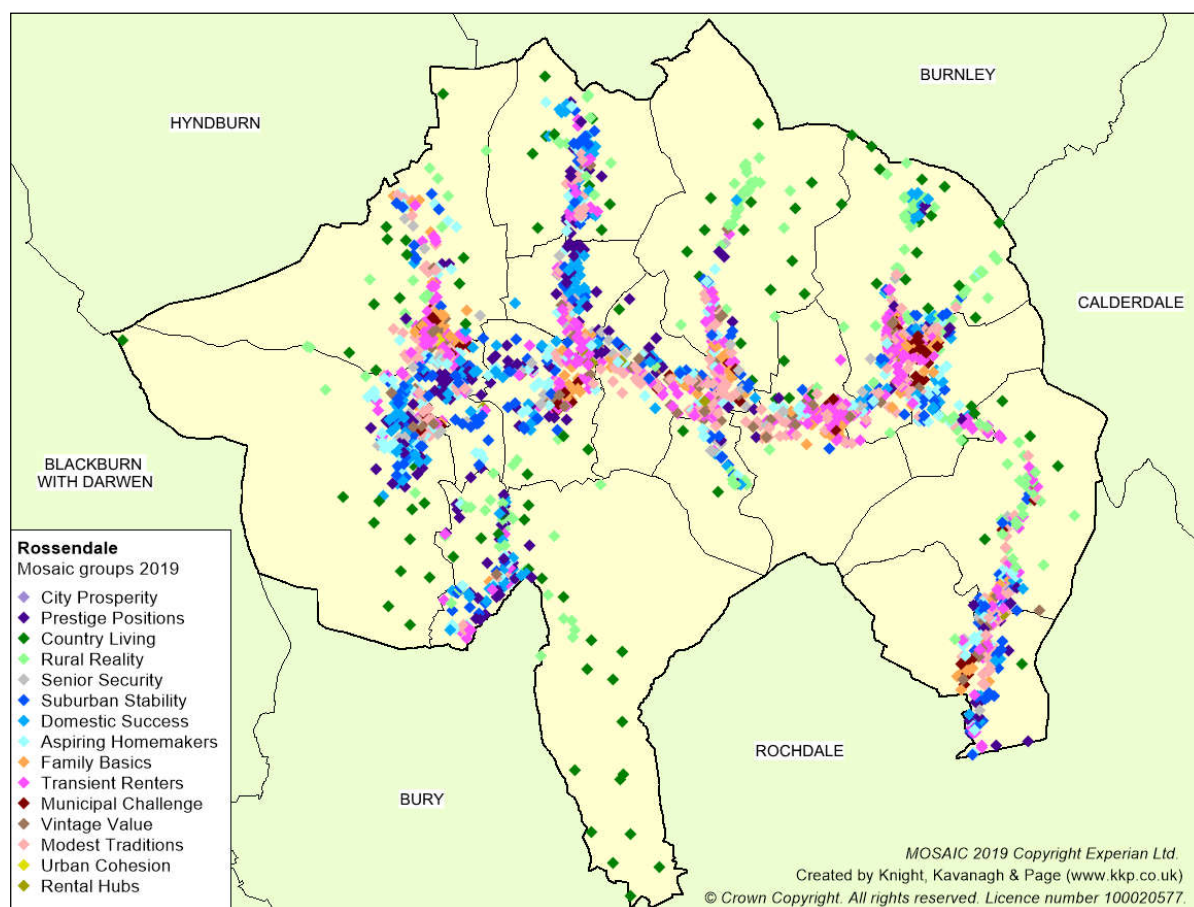 BURNLEY
HYNDBURN
CALDERDALE
BLACKBURN
WITH DARWEN
Rossendale
Mosaic groups 2019
City Prosperity
Prestige Positions
Country Living
Rural Reality
Senior Security
Suburban Stability
Domestic Success
Aspiring Homemakers
Family Basics
Transient Renters
Municipal Challenge
Vintage Value
Modest Traditions
Urban Cohesion
Rental Hubs
ROCHDALE
BURY
MOSAIC 2019 Copyright Experian Ltd.
Created by Knight, Kavanagh & Page (www.kkp.co.uk)
© Crown Copyright. All rights reserved. Licence number 100020577.